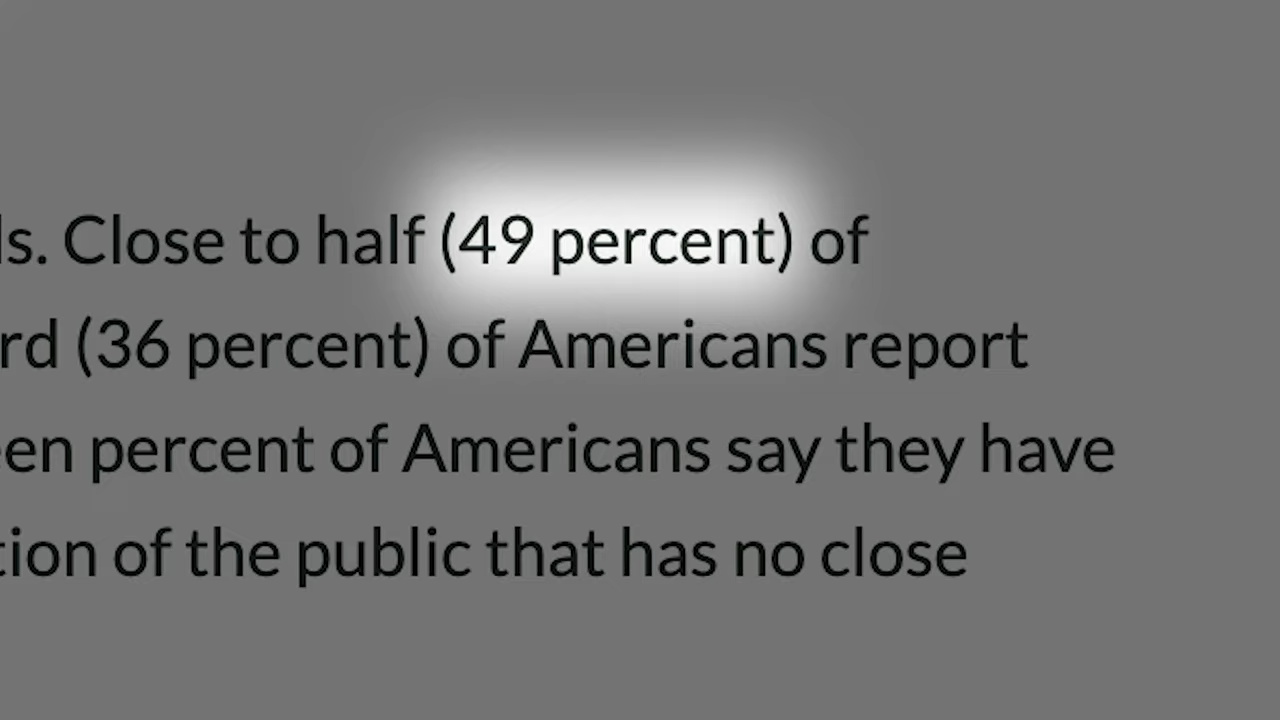 ls. Close to half (49 percent) of
rd (36 percent) of Americans report
een percent of Americans say they have
tion of the public that has no close